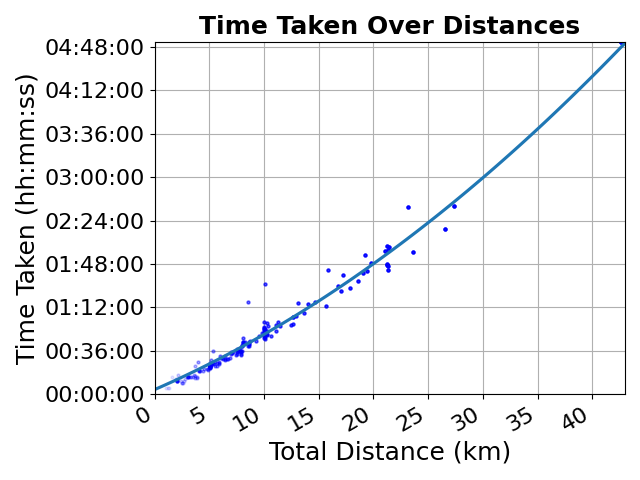 Time Taken Over Distances
04:48:00
04:12:00
03:36:00
03:00:00
02:24:00
01:48:00
01:12:00
00:36:00
00:00:00
Time Taken (hh:mm:ss)
0 5 10 15 20 25 30 35 40
Total Distance (km)